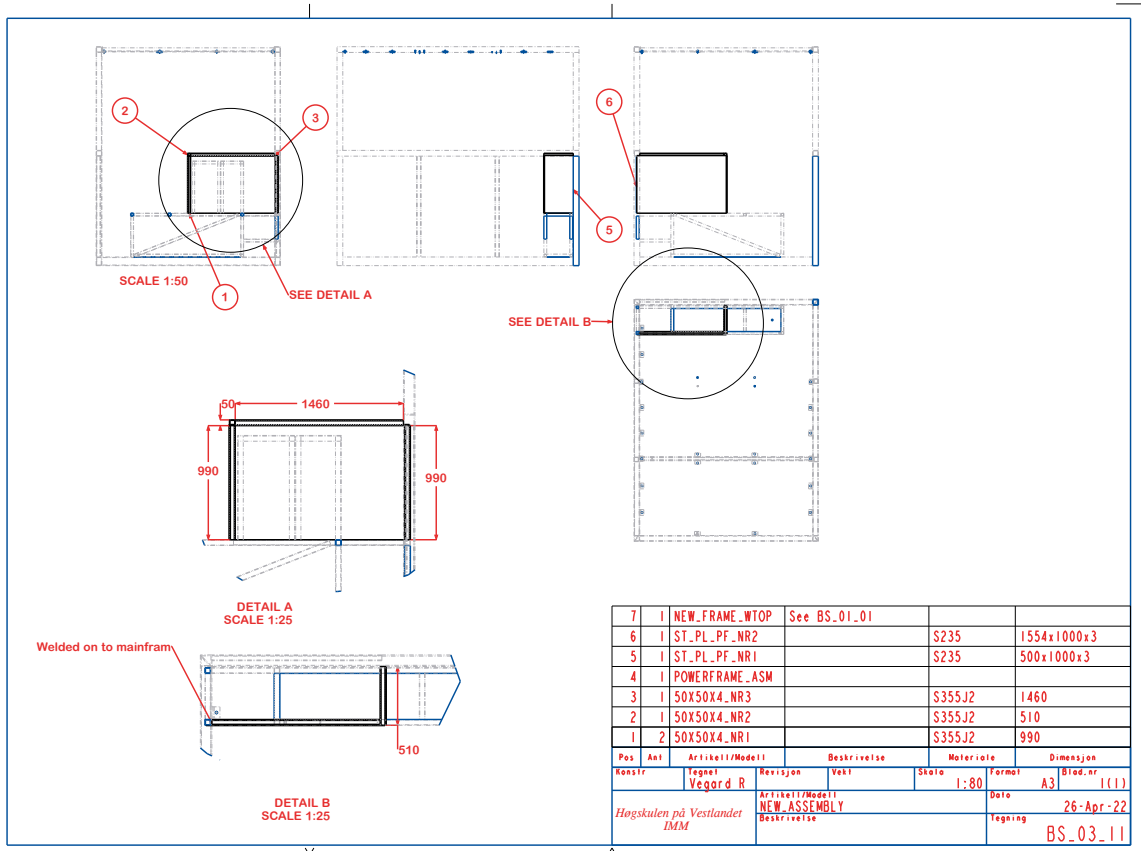 2
3
6
5
1
SCALE 1:50
SEE DETAIL A
SEE DETAIL B
50
1460
990
990
DETAIL A
SCALE 1:25
Welded on to mainfram
510
DETAIL B
SCALE 1:25
7 1 NEW_FRAME_WTOP See BS_01_01
6 1 ST_PL_PF_NR2 S235 1554x1000x3
5 1 ST_PL_PF_NR1 S235 500x1000x3
4 1 POWERFRAME_ASM
3 1 50X50X4_NR3 S355J2 1460
2 1 50X50X4_NR2 S355J2 510
1 2 50X50X4_NR1 S355J2 990
Pos Ant Artikell/Modell Beskrivelse Materiale Dimensjon
Konstr Tegnet Revisjon Vekt Skala Format Blad.nr
Vegard R 1:80 A3 1(1)
Høgskulen på Vestlandet
IMM
Artikell/Modell Dato
NEW_ASSEMBLY 26-Apr-22
Beskrivelse Tegning
BS_03_11